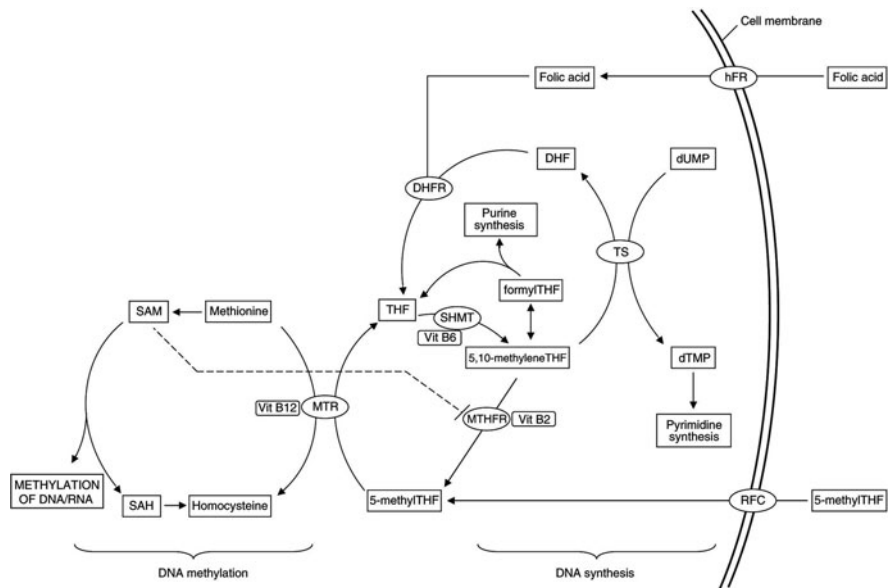 Cell membrane
Folic acid
hFR
Folic acid
DHF
dUMP
DHFR
Purine
synthesis
TS
formylTHF
THF
SHMT
Vit B6
SAM
Methionine
5,10-methyleneTHF
dTMP
Vit B12
MTR
MTHFR
Vit B2
Pyrimidine
synthesis
METHYLATION
OF DNA/RNA
SAH
Homocysteine
5-methylTHF
RFC
5-methylTHF
DNA methylation
DNA synthesis